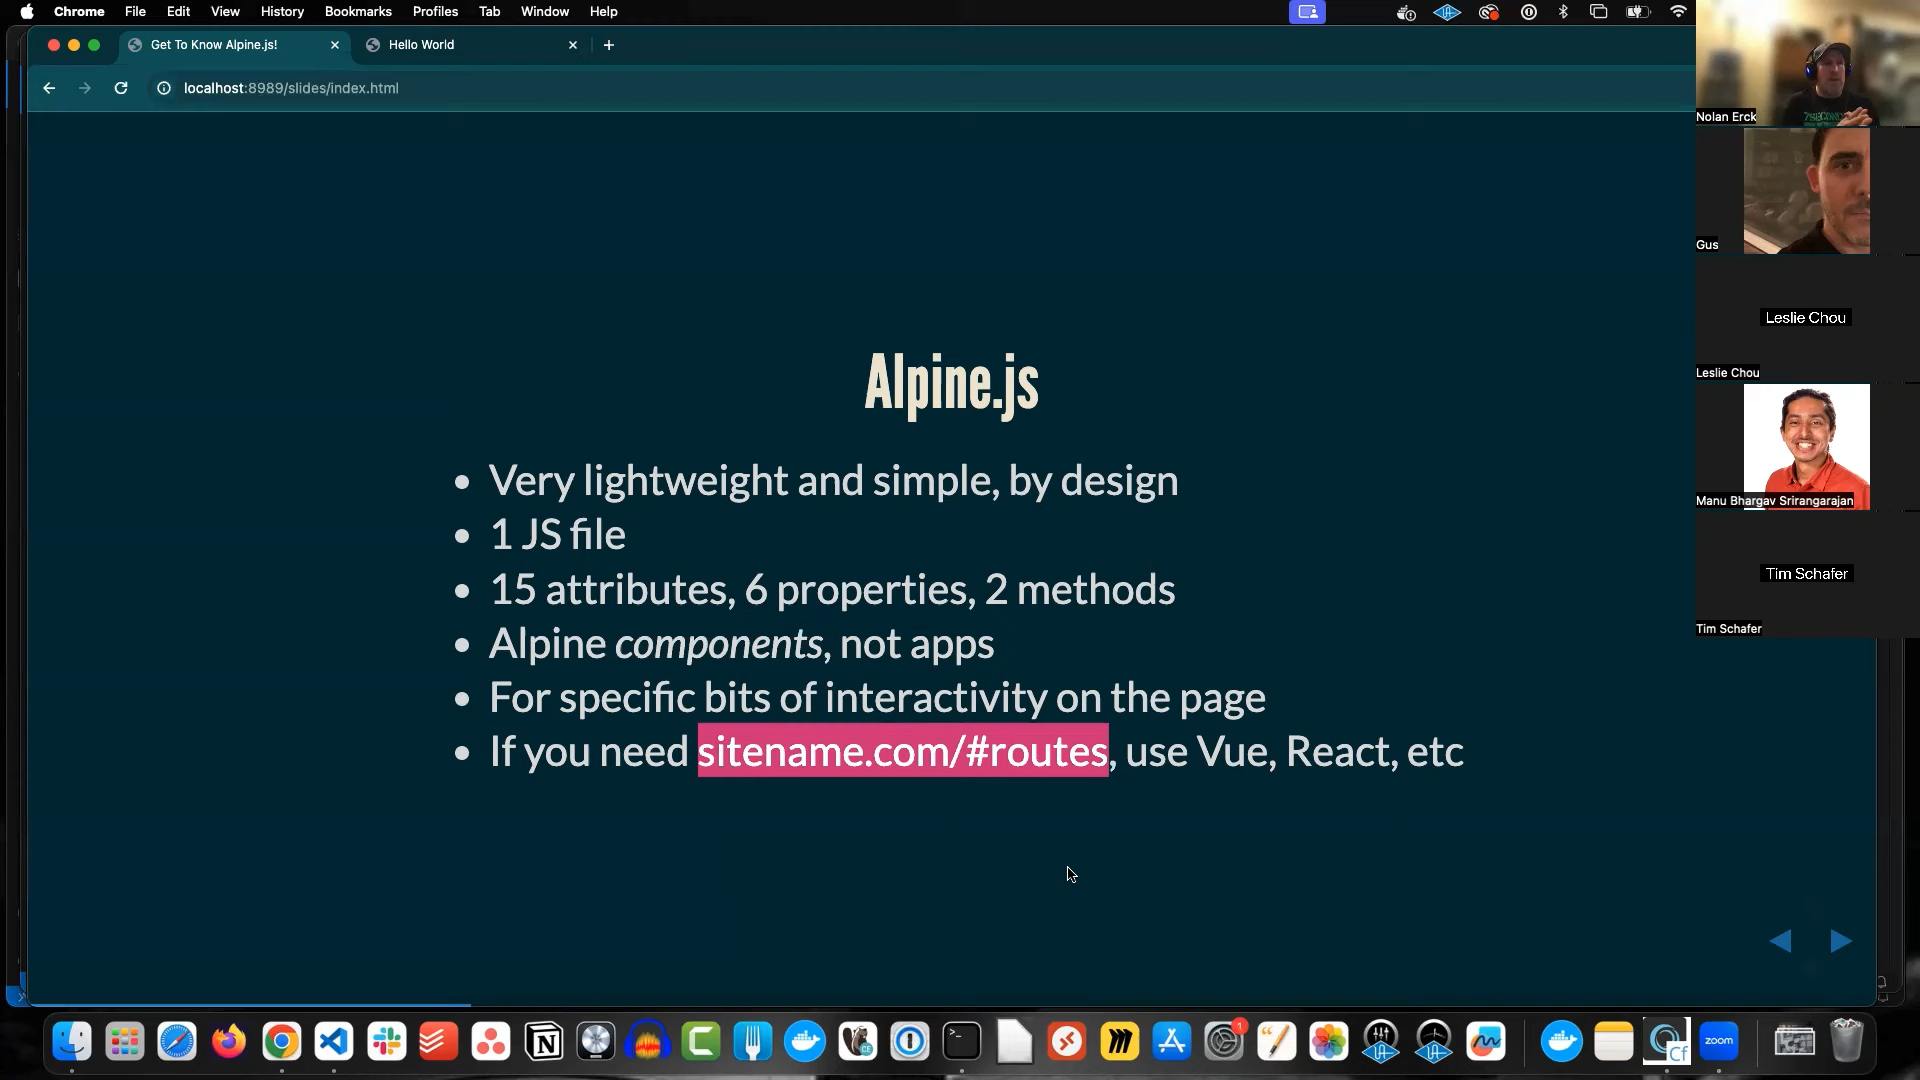 Chrome File Edit View History Bookmarks Profiles Tab Window Help
Get To Know Alpine.js!
Hello World
localhost:8989/slides/index.html
Nolan Erck
Gus
Leslie Chou
Leslie Chou
Manu Bhargav Srirangarajan
Tim Schafer
Tim Schafer
Alpine.js
Very lightweight and simple, by design
1 JS file
15 attributes, 6 properties, 2 methods
Alpine components, not apps
For specific bits of interactivity on the page
If you need sitename.com/#routes, use Vue, React, etc
1
zoom
Cf